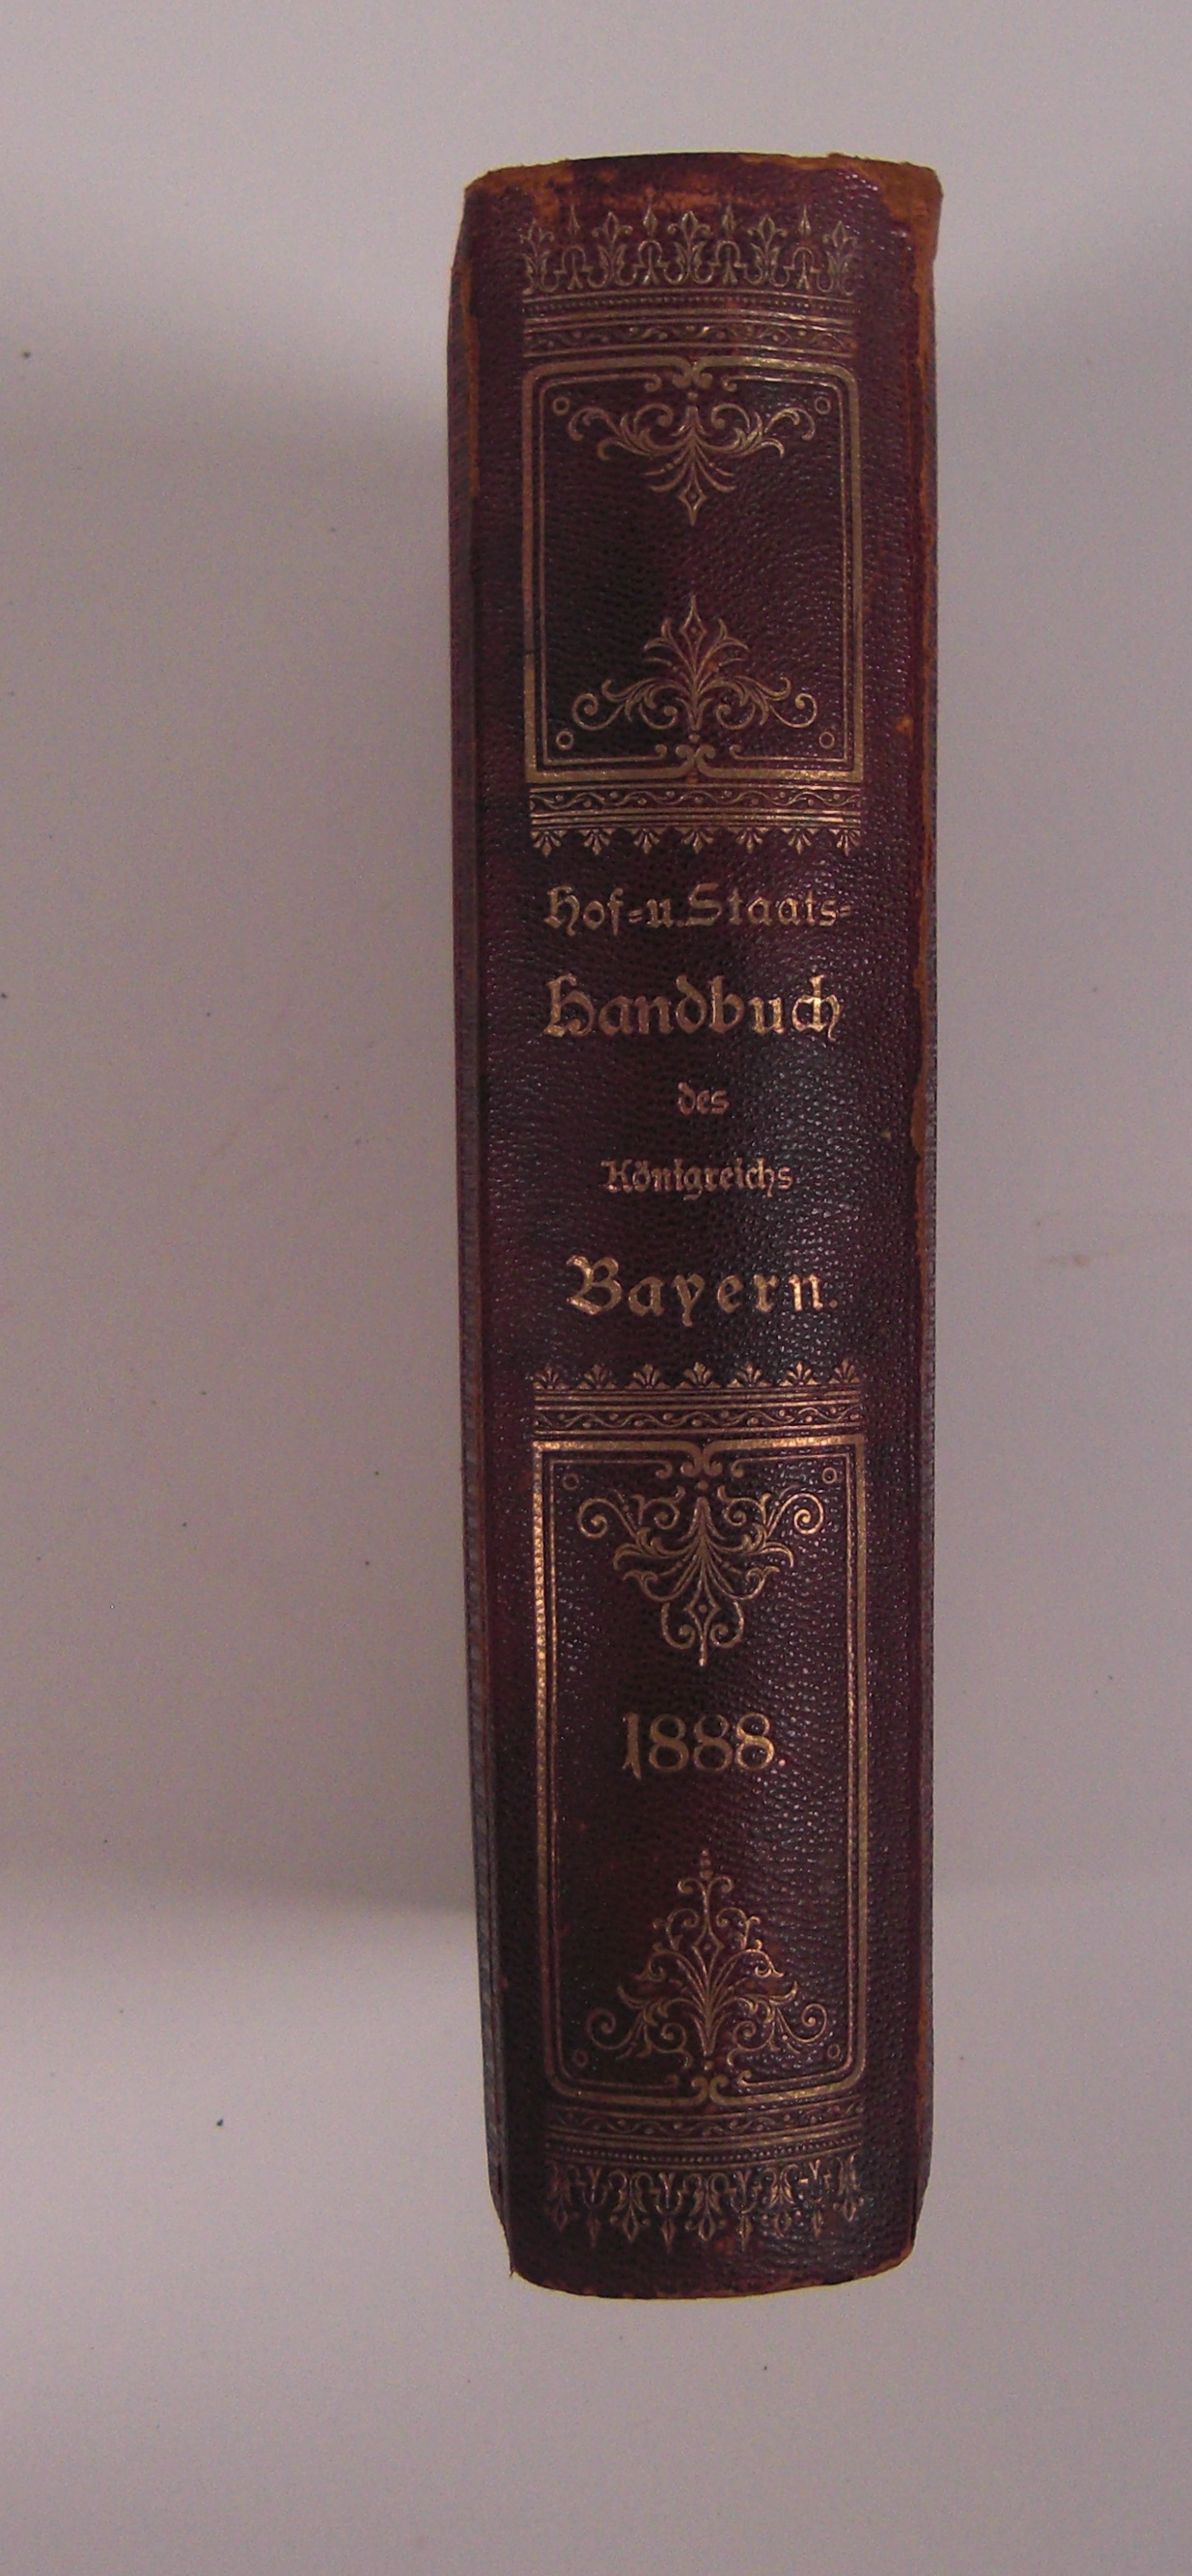 Hof=u.Staats=
Handbuch
des
Königreichs
Bayern.
1888.